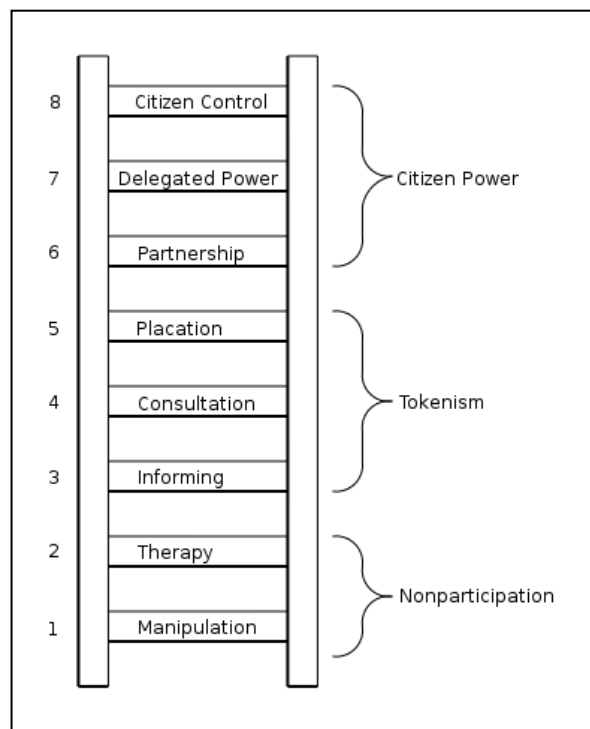 8 Citizen Control
7 Delegated Power
Citizen Power
6 Partnership
5 Placation
4 Consultation
Tokenism
3 Informing
2 Therapy
Nonparticipation
1 Manipulation